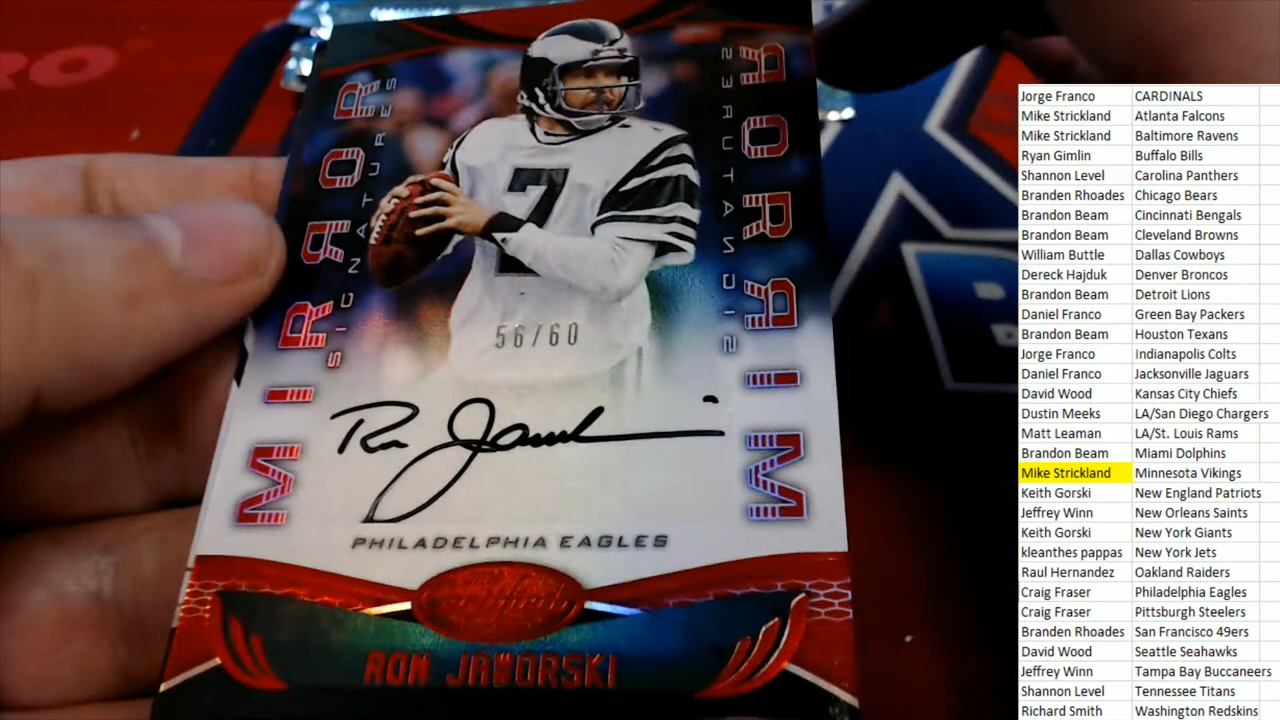 RO
MIRROR
SIGNATURES
MIRROR
SIGNATURES
7
56/60
Ron Jaworski
PHILADELPHIA EAGLES
RON JAWORSKI
Jorge Franco CARDINALS
Mike Strickland Atlanta Falcons
Mike Strickland Baltimore Ravens
Ryan Gimlin Buffalo Bills
Shannon Level Carolina Panthers
Branden Rhoades Chicago Bears
Brandon Beam Cincinnati Bengals
Brandon Beam Cleveland Browns
William Buttle Dallas Cowboys
Dereck Hajduk Denver Broncos
Brandon Beam Detroit Lions
Daniel Franco Green Bay Packers
Brandon Beam Houston Texans
Jorge Franco Indianapolis Colts
Daniel Franco Jacksonville Jaguars
David Wood Kansas City Chiefs
Dustin Meeks LA/San Diego Chargers
Matt Leaman LA/St. Louis Rams
Brandon Beam Miami Dolphins
Mike Strickland Minnesota Vikings
Keith Gorski New England Patriots
Jeffrey Winn New Orleans Saints
Keith Gorski New York Giants
kleanthes pappas New York Jets
Raul Hernandez Oakland Raiders
Craig Fraser Philadelphia Eagles
Craig Fraser Pittsburgh Steelers
Branden Rhoades San Francisco 49ers
David Wood Seattle Seahawks
Jeffrey Winn Tampa Bay Buccaneers
Shannon Level Tennessee Titans
Richard Smith Washington Redskins